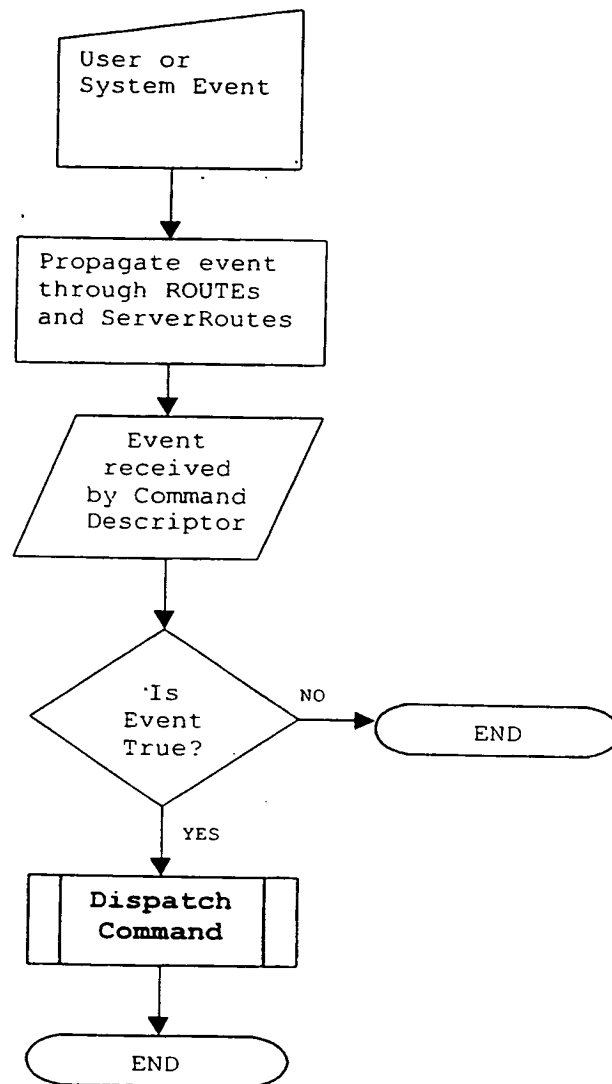 User or
System Event
Propagate event
through ROUTEs
and ServerRoutes
Event
received
by Command
Descriptor
Is
Event
True?
NO
END
YES
Dispatch
Command
END